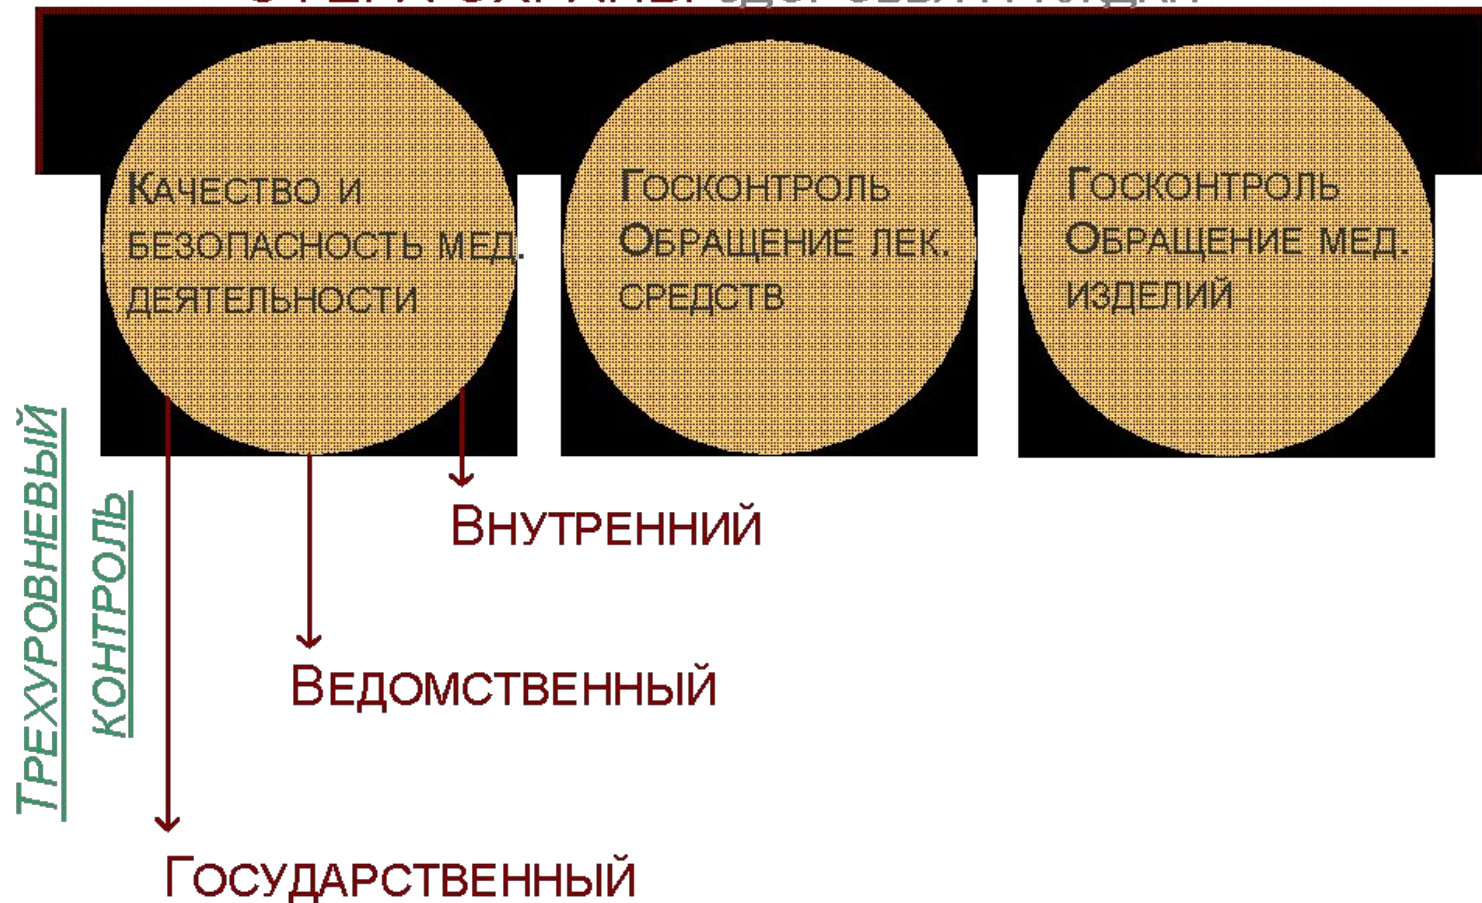 КАЧЕСТВО И
БЕЗОПАСНОСТЬ МЕД.
ДЕЯТЕЛЬНОСТИ
ГОСКОНТРОЛЬ
ОБРАЩЕНИЕ ЛЕК.
СРЕДСТВ
ГОСКОНТРОЛЬ
ОБРАЩЕНИЕ МЕД.
ИЗДЕЛИЙ
ТРЕХУРОВНЕВЫЙ
КОНТРОЛЬ
ВНУТРЕННИЙ
ВЕДОМСТВЕННЫЙ
ГОСУДАРСТВЕННЫЙ